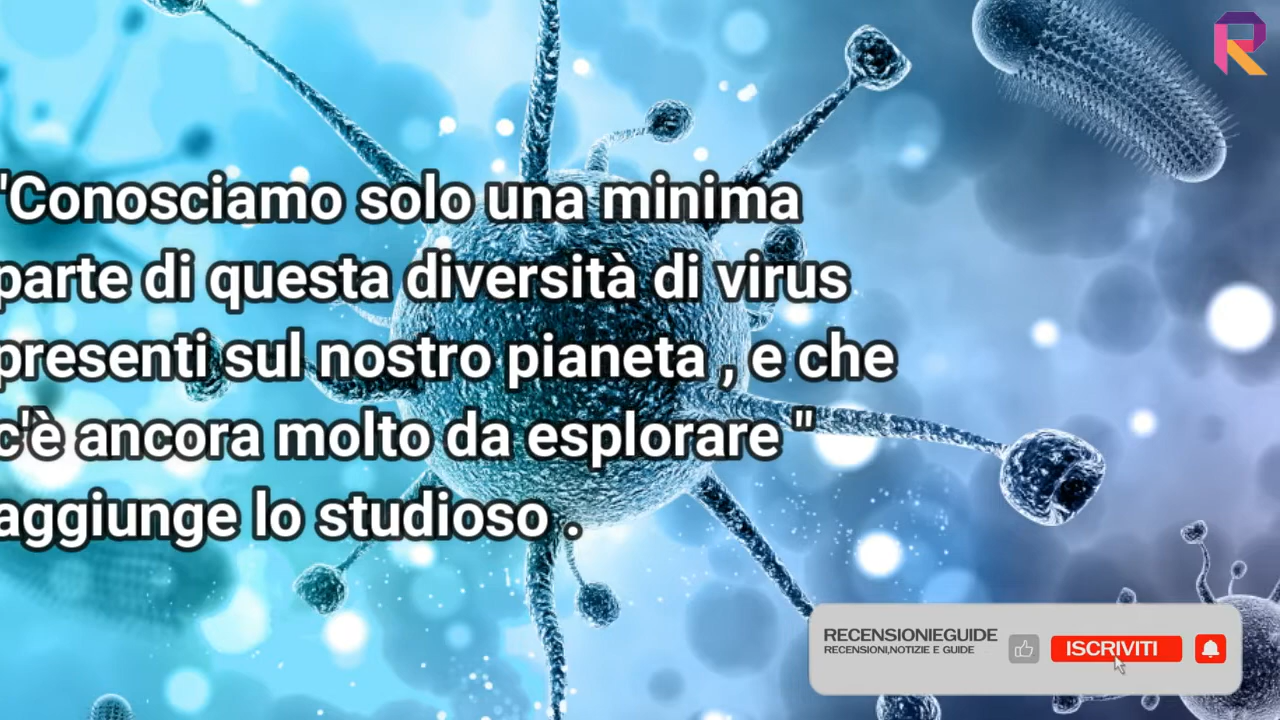 "Conosciamo solo una minima
parte di questa diversità di virus
presenti sul nostro pianeta , e che
c'è ancora molto da esplorare "
aggiunge lo studioso .
RECENSIONIEGUIDE
RECENSIONI,NOTIZIE E GUIDE
ISCRIVITI